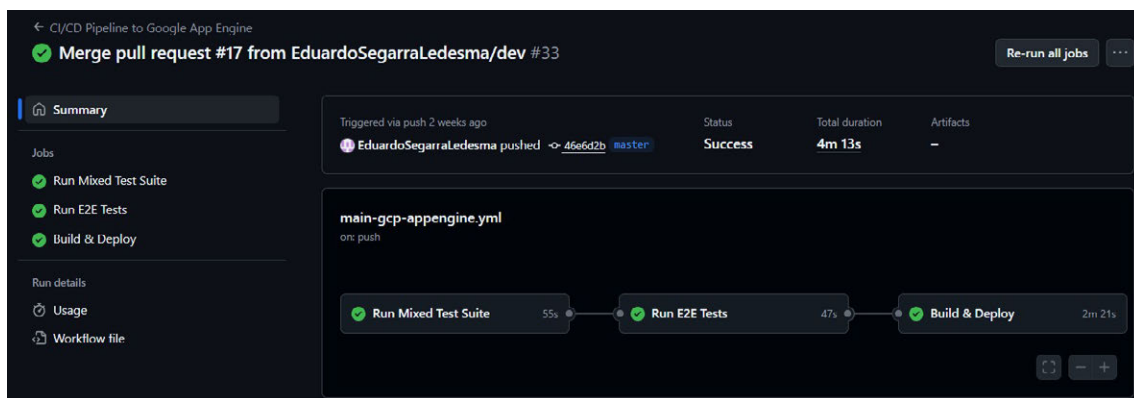 ← CI/CD Pipeline to Google App Engine
Merge pull request #17 from EduardoSegarraLedesma/dev #33
Re-run all jobs
Summary
Jobs
Run Mixed Test Suite
Run E2E Tests
Build & Deploy
Run details
Usage
Workflow file
Triggered via push 2 weeks ago
EduardoSegarraLedesma pushed 46e6d2b master
Status
Success
Total duration
4m 13s
Artifacts
–
main-gcp-appengine.yml
on: push
Run Mixed Test Suite 55s
Run E2E Tests 47s
Build & Deploy 2m 21s